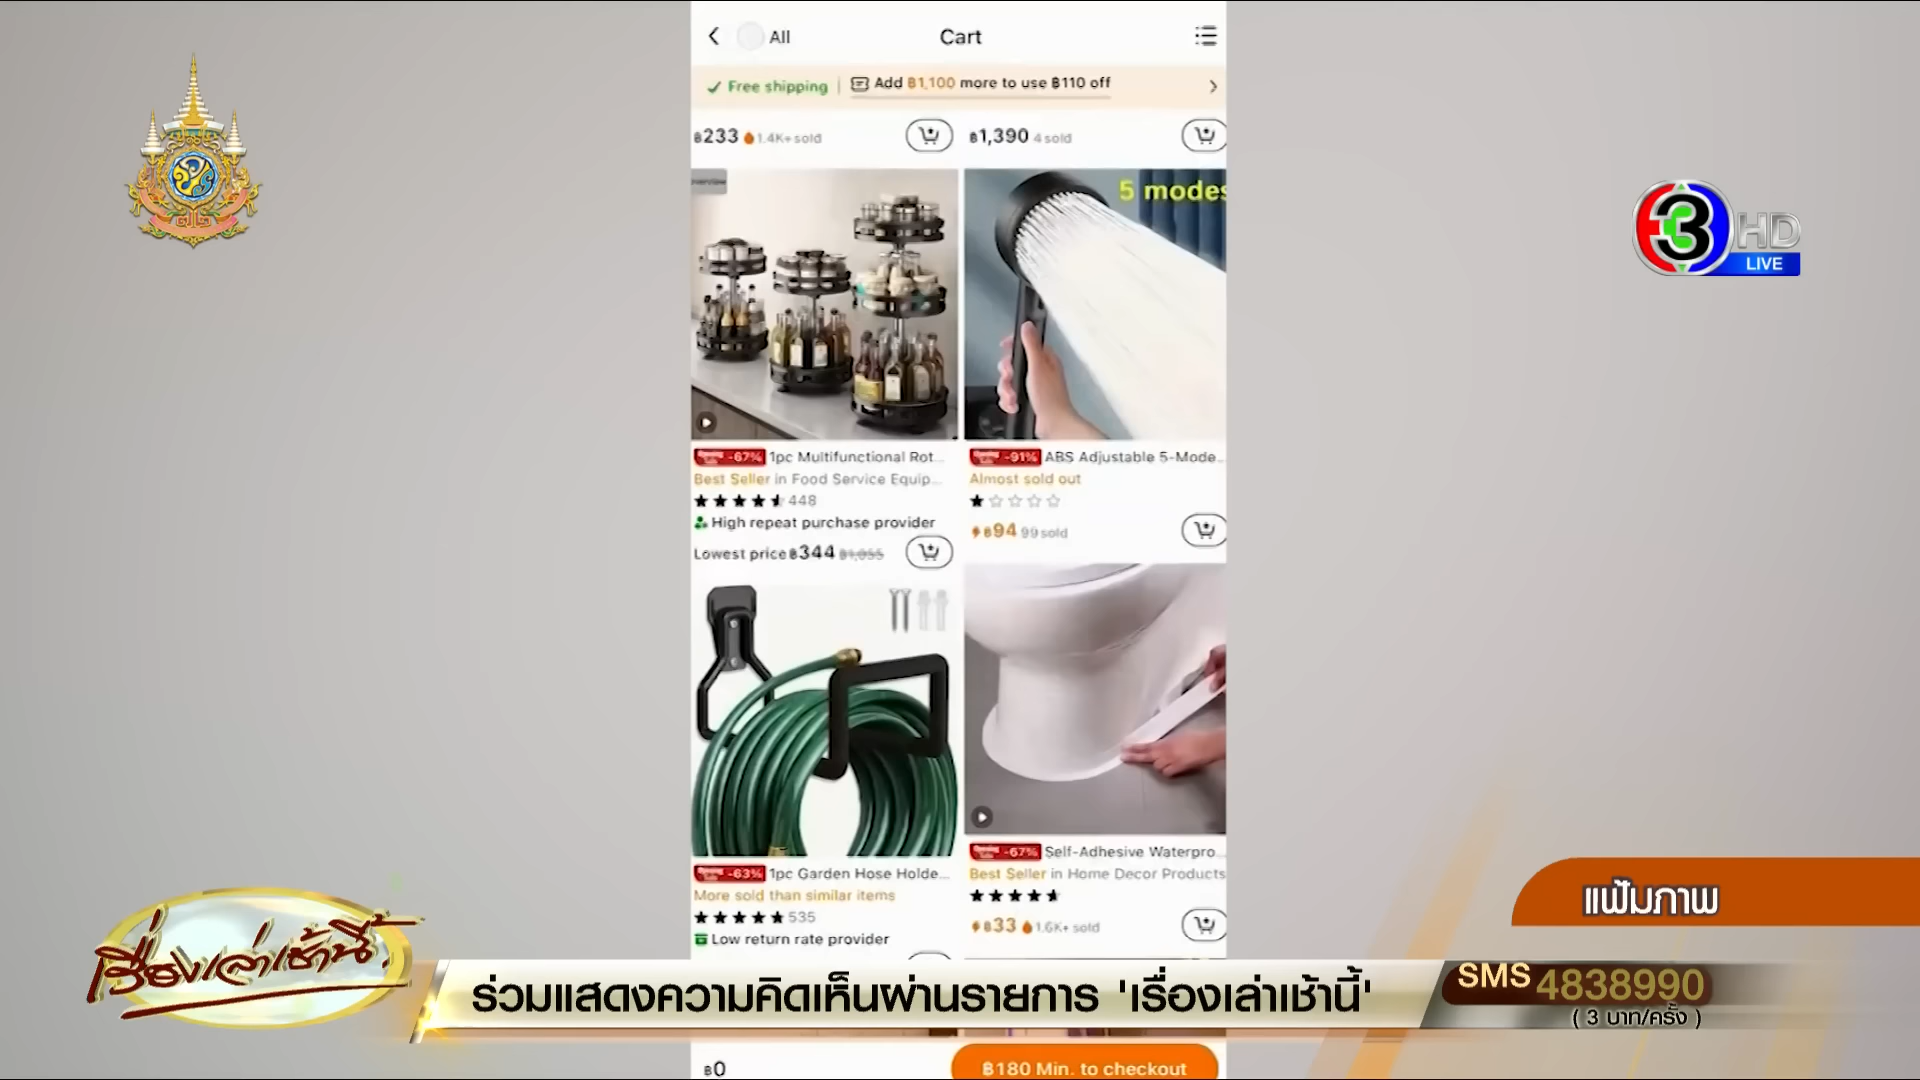 All
Cart
Free shipping
Add ฿1,100 more to use ฿110 off
฿233 1.4K+ sold
฿1,390 4 sold
5 modes
3 HD
LIVE
-67% 1pc Multifunctional Rot...
Best Seller in Food Service Equip...
448
High repeat purchase provider
Lowest price ฿344 ฿1,055
-91% ABS Adjustable 5-Mode...
Almost sold out
฿94 99 sold
-63% 1pc Garden Hose Holde...
More sold than similar items
535
Low return rate provider
-67% Self-Adhesive Waterpro...
Best Seller in Home Decor Products
฿33 1.6K+ sold
แฟ้มภาพ
เรื่องเล่าเช้านี้
ร่วมแสดงความคิดเห็นผ่านรายการ 'เรื่องเล่าเช้านี้'
SMS 4838990
( 3 บาท/ครั้ง )
฿0
฿180 Min. to checkout